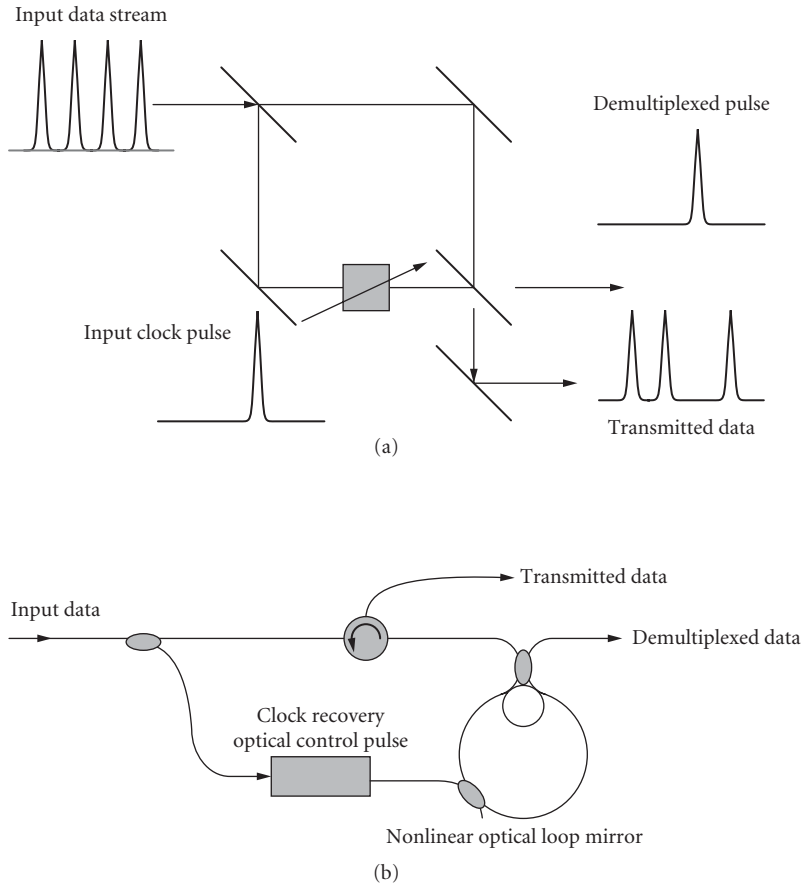 Input data stream
Demultiplexed pulse
Input clock pulse
Transmitted data
(a)
Transmitted data
Input data
Demultiplexed data
Clock recovery
optical control pulse
Nonlinear optical loop mirror
(b)